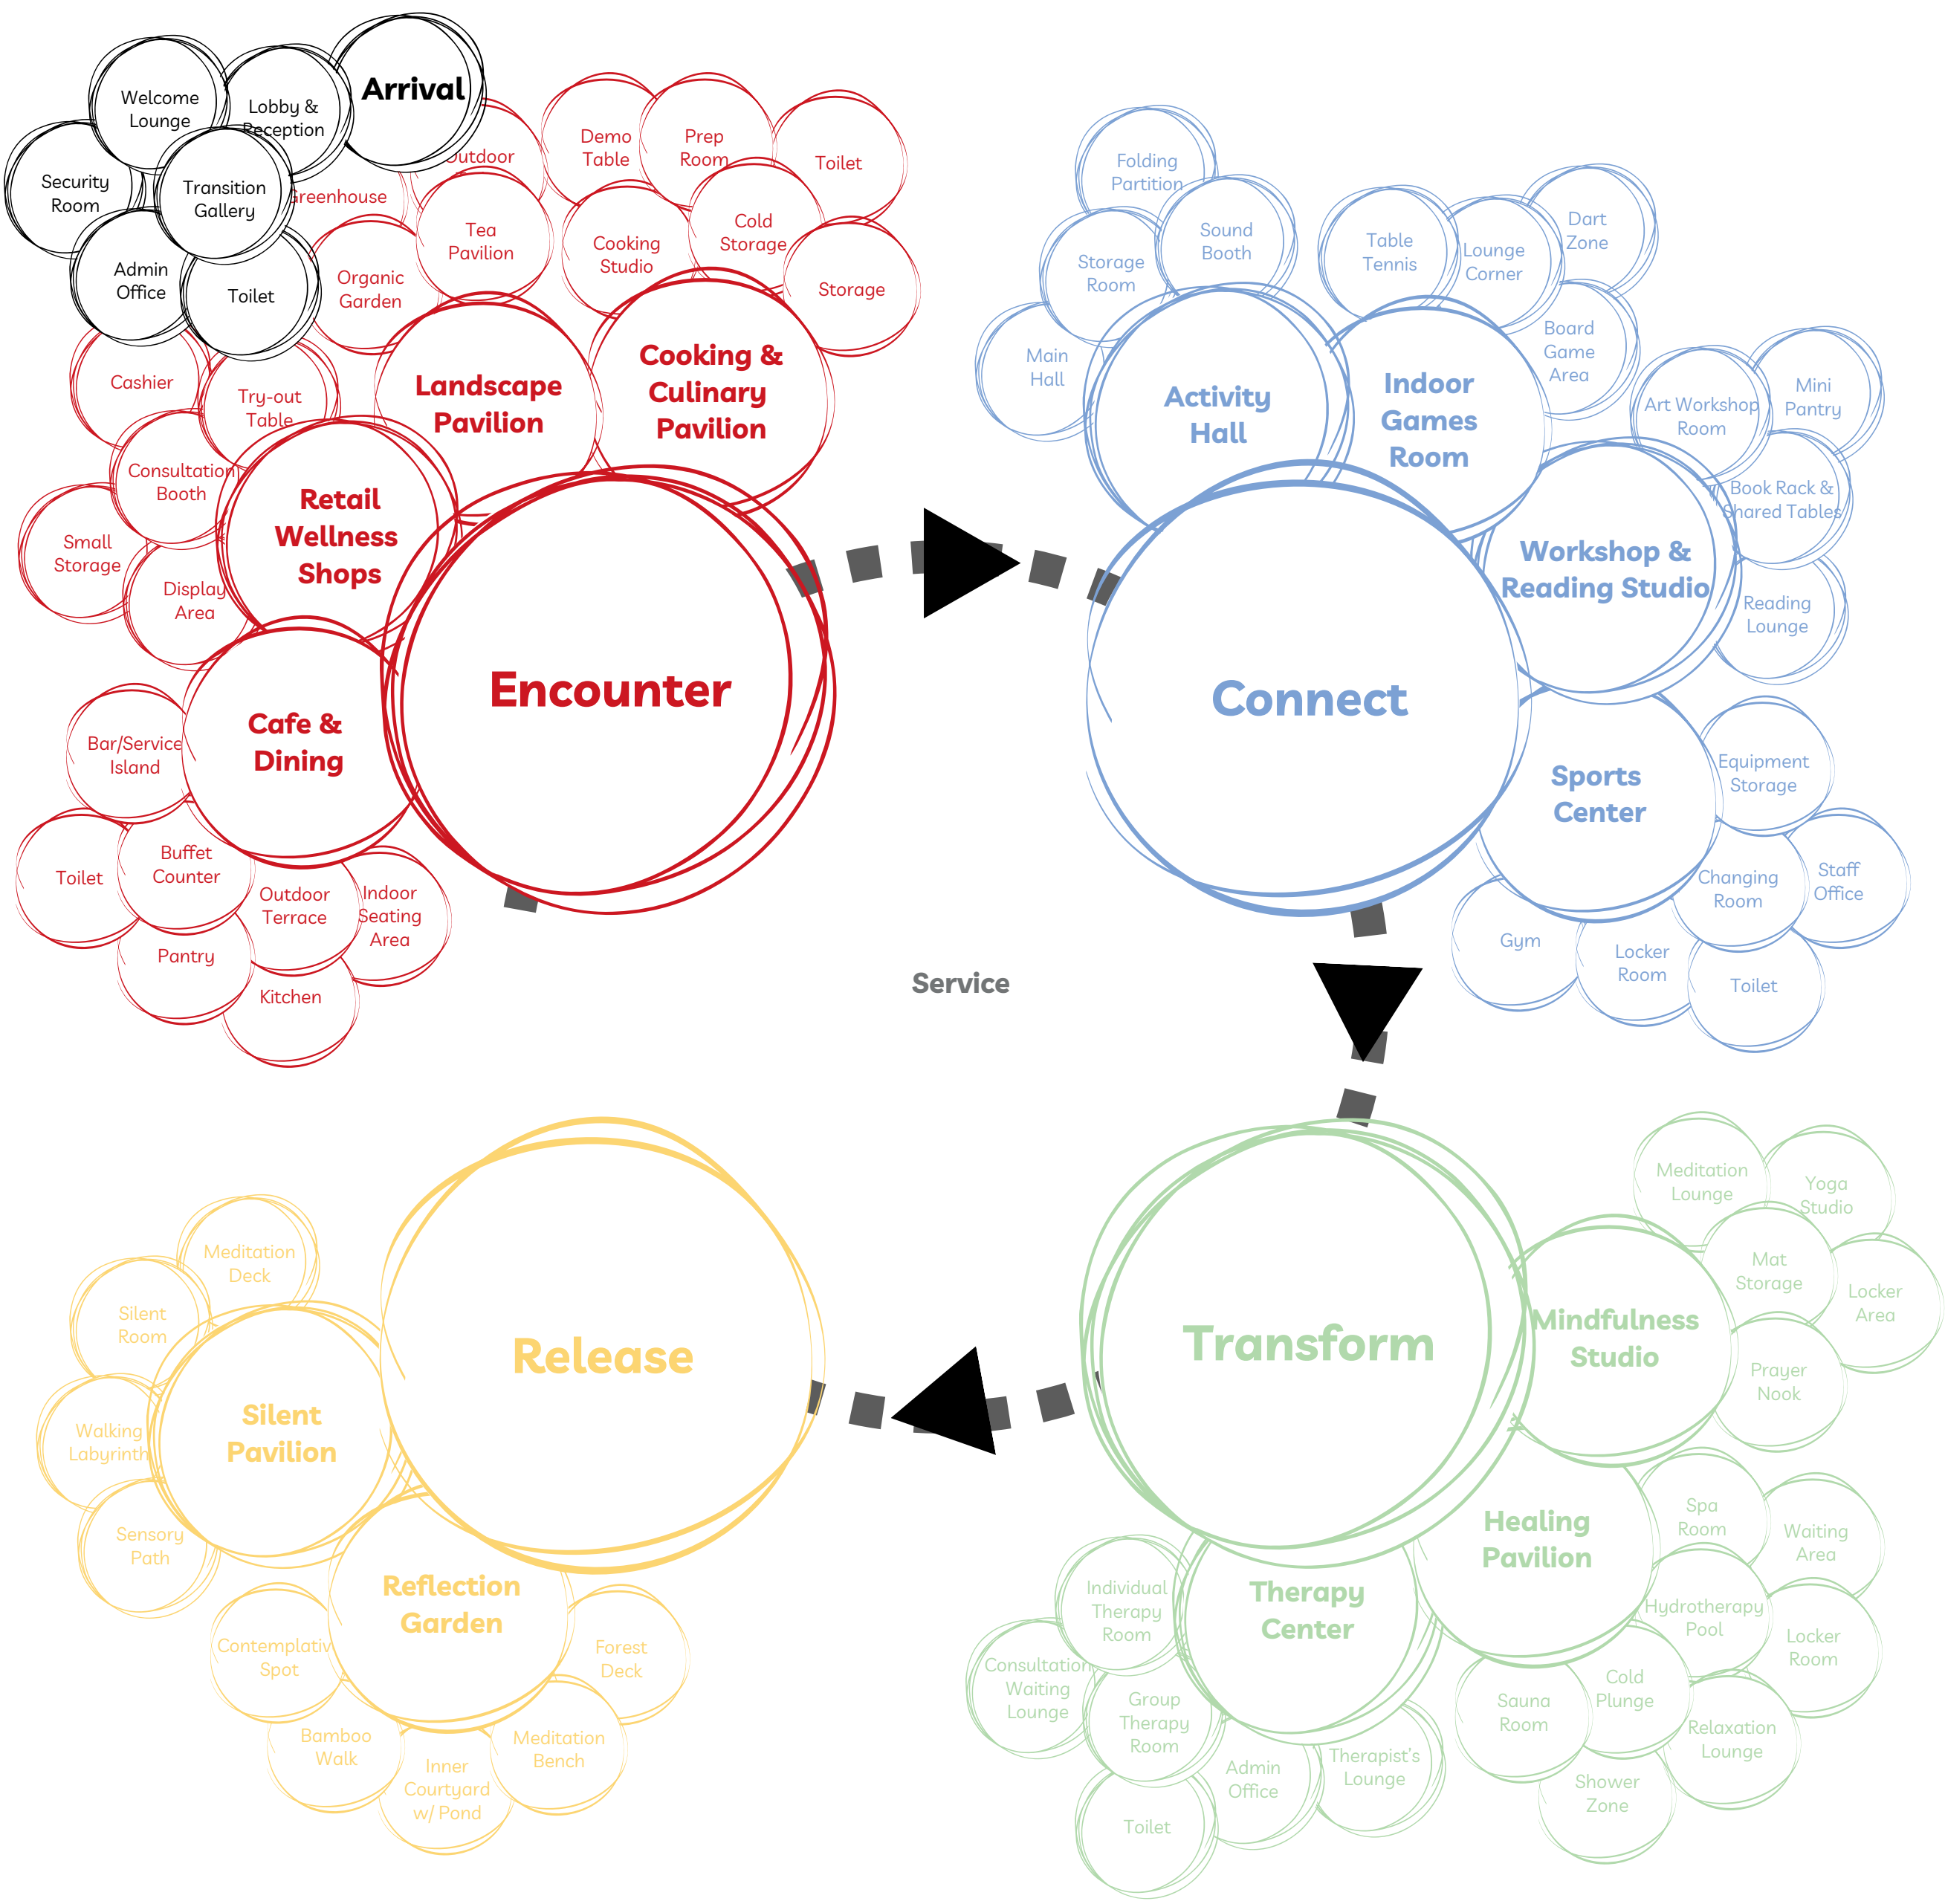 Arrival
Welcome
Lounge
Lobby &
Reception
Security
Room
Transition
Gallery
Admin
Office
Toilet
Greenhouse
Outdoor
Tea
Pavilion
Organic
Garden
Demo
Table
Prep
Room
Toilet
Cooking
Studio
Cold
Storage
Storage
Landscape
Pavilion
Cooking &
Culinary
Pavilion
Cashier
Try-out
Table
Consultation
Booth
Small
Storage
Display
Area
Retail
Wellness
Shops
Encounter
Cafe &
Dining
Bar/Service
Island
Toilet
Buffet
Counter
Outdoor
Terrace
Indoor
Seating
Area
Pantry
Kitchen
Folding
Partition
Sound
Booth
Storage
Room
Main
Hall
Activity
Hall
Table
Tennis
Lounge
Corner
Dart
Zone
Board
Game
Area
Indoor
Games
Room
Art Workshop
Room
Mini
Pantry
Book Rack &
Shared Tables
Reading
Lounge
Workshop &
Reading Studio
Connect
Sports
Center
Equipment
Storage
Changing
Room
Staff
Office
Gym
Locker
Room
Toilet
Service
Release
Meditation
Deck
Silent
Room
Walking
Labyrinth
Sensory
Path
Silent
Pavilion
Reflection
Garden
Contemplativ
Spot
Forest
Deck
Bamboo
Walk
Inner
Courtyard
w/ Pond
Meditation
Bench
Transform
Meditation
Lounge
Yoga
Studio
Mat
Storage
Locker
Area
Prayer
Nook
Mindfulness
Studio
Healing
Pavilion
Spa
Room
Waiting
Area
Hydrotherapy
Pool
Locker
Room
Cold
Plunge
Sauna
Room
Relaxation
Lounge
Shower
Zone
Therapy
Center
Individual
Therapy
Room
Consultation
Waiting
Lounge
Group
Therapy
Room
Admin
Office
Therapist's
Lounge
Toilet